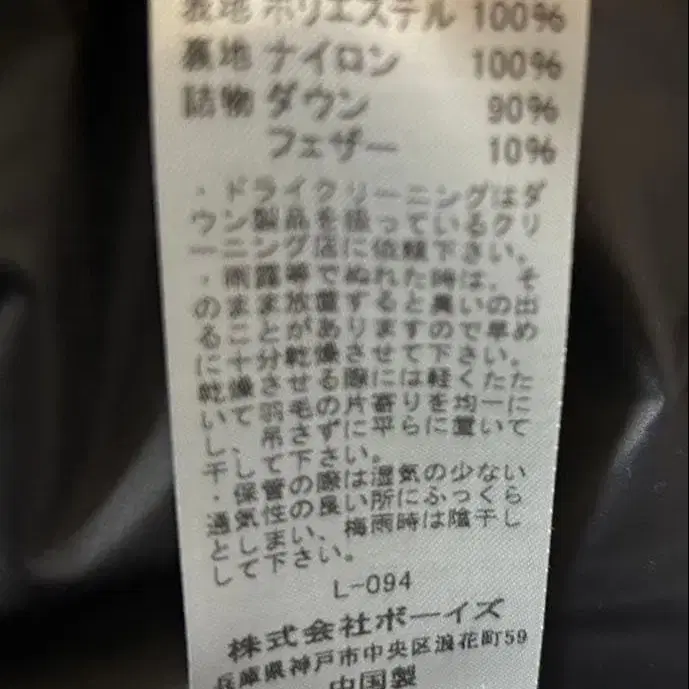 表地 ポリエステル 100%
裏地 ナイロン 100%
詰物 ダウン 90%
フェザー 10%
・ドライクリーニングはダ
ウン製品を扱っているクリ
ーニング店に依頼下さい。
・雨露等でぬれた時は、そ
のまま放置すると臭いの出
ることがありますので早め
に十分乾燥させて下さい。
乾燥させる際には軽くたた
いて羽毛の片寄りを均一に
し、吊さずに平らに置いて
干して下さい。
・保管の際は湿気の少ない
通気性の良い所にふっくら
としまい、梅雨時は陰干し
して下さい。
L-094
株式会社ボーイズ
兵庫県神戸市中央区浪花町59
中国製